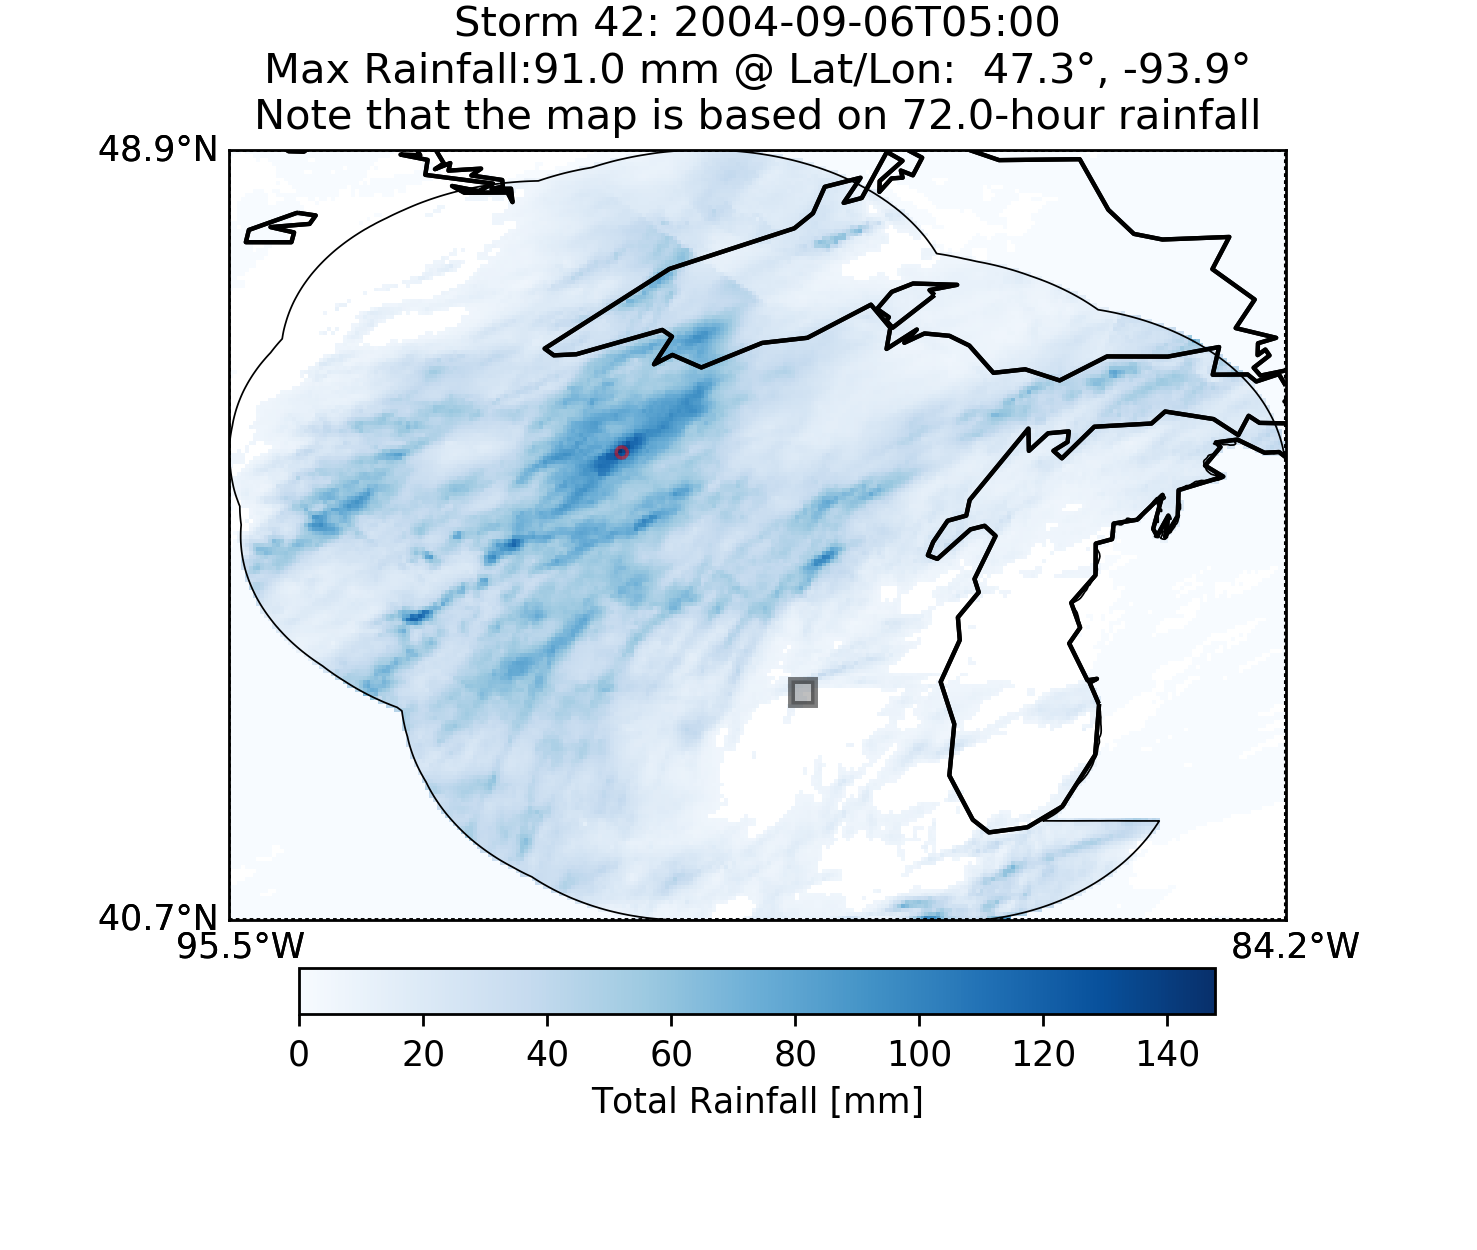 Storm 42: 2004-09-06T05:00
Max Rainfall:91.0 mm @ Lat/Lon:  47.3°, -93.9°
Note that the map is based on 72.0-hour rainfall
48.9°N
40.7°N
95.5°W 84.2°W
0 20 40 60 80 100 120 140
Total Rainfall [mm]